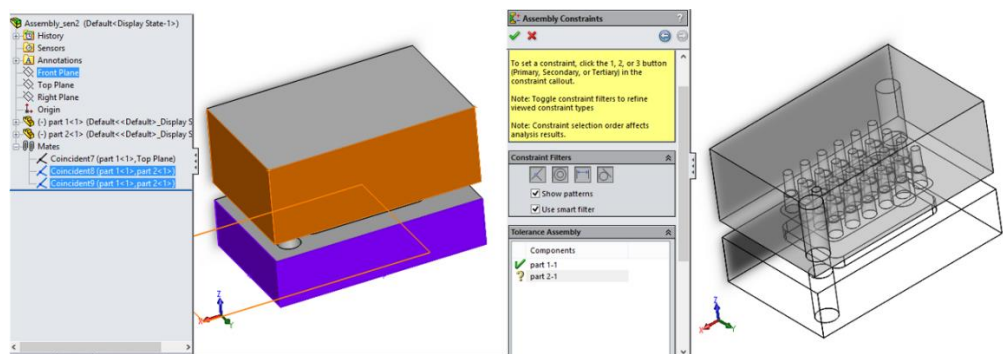 Assembly_sen2 (Default<Display State-1>)
History
Sensors
Annotations
Front Plane
Top Plane
Right Plane
Origin
(-) part 1<1> (Default<<Default>_Display S
(-) part 2<1> (Default<<Default>_Display S
Mates
Coincident7 (part 1<1>,Top Plane)
Coincident8 (part 1<1>,part 2<1>)
Coincident9 (part 1<1>,part 2<1>)
Z
X
Y
Assembly Constraints
?
To set a constraint, click the 1, 2, or 3 button
(Primary, Secondary, or Tertiary) in the
constraint callout.
Note: Toggle constraint filters to refine
viewed constraint types
Note: Constraint selection order affects
analysis results.
Constraint Filters
Show patterns
Use smart filter
Tolerance Assembly
Components
part 1-1
? part 2-1
Z
X
Y